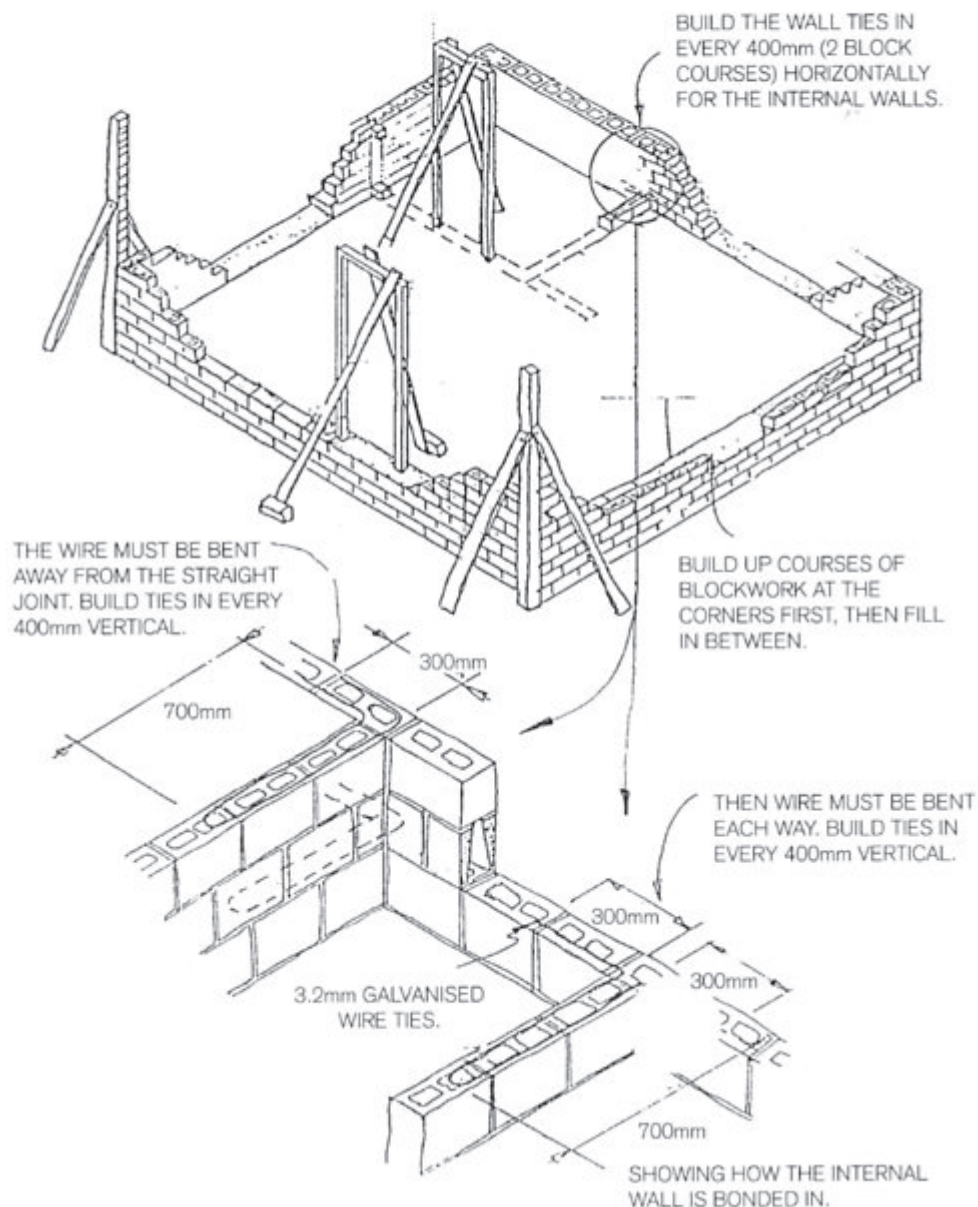 BUILD THE WALL TIES IN
EVERY 400mm (2 BLOCK
COURSES) HORIZONTALLY
FOR THE INTERNAL WALLS.
THE WIRE MUST BE BENT
AWAY FROM THE STRAIGHT
JOINT. BUILD TIES IN EVERY
400mm VERTICAL.
BUILD UP COURSES OF
BLOCKWORK AT THE
CORNERS FIRST, THEN FILL
IN BETWEEN.
300mm
700mm
THEN WIRE MUST BE BENT
EACH WAY. BUILD TIES IN
EVERY 400mm VERTICAL.
300mm
300mm
3.2mm GALVANISED
WIRE TIES.
700mm
SHOWING HOW THE INTERNAL
WALL IS BONDED IN.